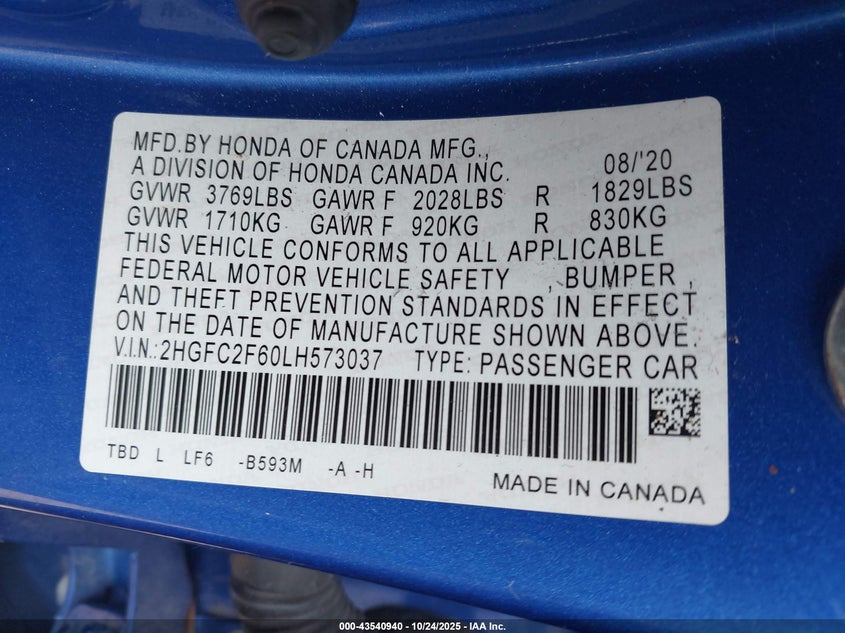 MFD.BY HONDA OF CANADA MFG.,
A DIVISION OF HONDA CANADA INC. 08/'20
GVWR 3769LBS GAWR F 2028LBS R 1829LBS
GVWR 1710KG GAWR F 920KG R 830KG
THIS VEHICLE CONFORMS TO ALL APPLICABLE
FEDERAL MOTOR VEHICLE SAFETY , BUMPER ,
AND THEFT PREVENTION STANDARDS IN EFFECT
ON THE DATE OF MANUFACTURE SHOWN ABOVE.
V.I.N.: 2HGFC2F60LH573037 TYPE: PASSENGER CAR
TBD L LF6 -B593M -A -H
MADE IN CANADA
000-43540940 - 10/24/2025 - IAA Inc.